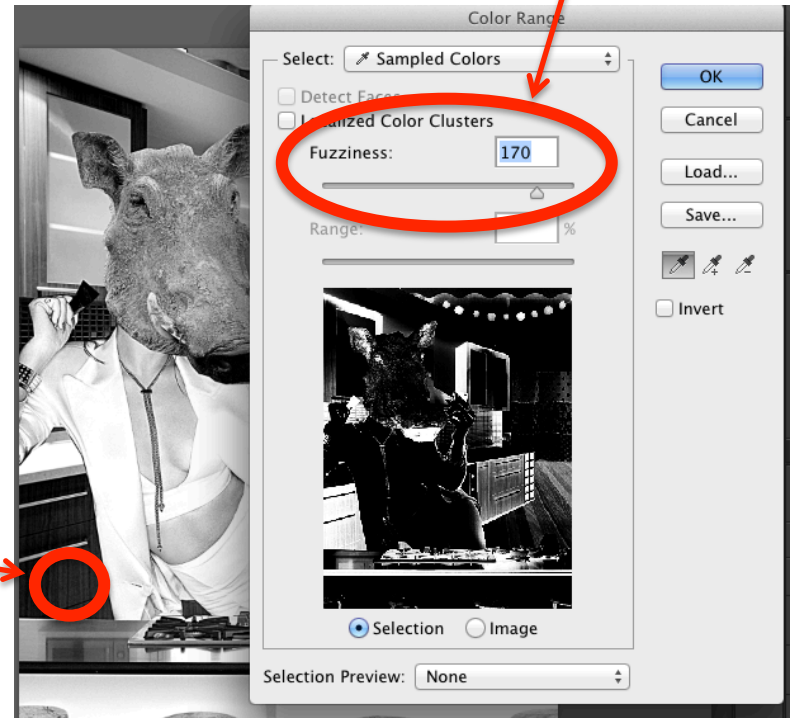 Color Range
Select: Sampled Colors
OK
Detect Faces
Localized Color Clusters
Cancel
Fuzziness: 170
Load...
Save...
Range: %
Invert
Selection Image
Selection Preview: None